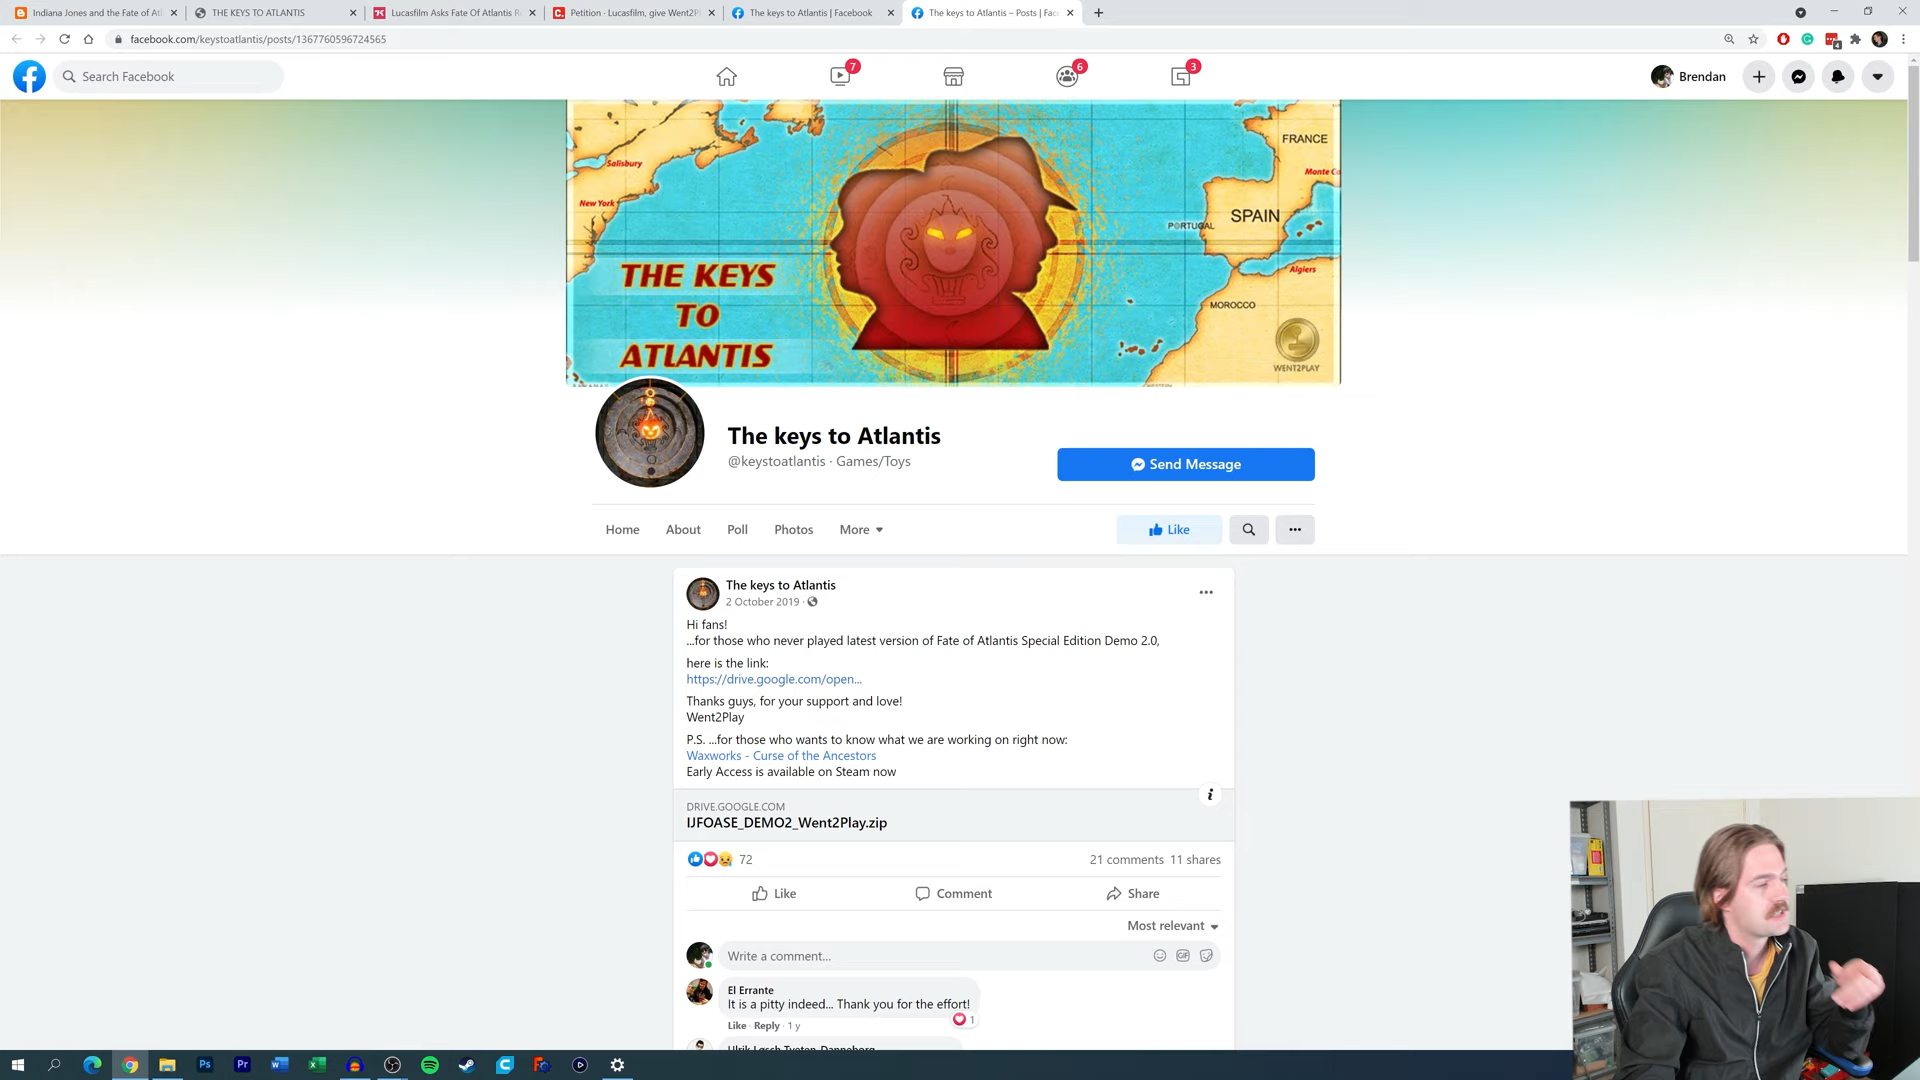 Indiana Jones and the Fate of Atl
THE KEYS TO ATLANTIS
Lucasfilm Asks Fate Of Atlantis R
Petition · Lucasfilm, give Went2Pl
The keys to Atlantis | Facebook
The keys to Atlantis – Posts | Fac
facebook.com/keystoatlantis/posts/1367760596724565
4
Search Facebook
7
6
3
Brendan
FRANCE
Salisbury
Monte C
New York
SPAIN
PORTUGAL
THE KEYS
TO
ATLANTIS
Algiers
MOROCCO
WENT2PLAY
The keys to Atlantis
@keystoatlantis · Games/Toys
Send Message
Home
About
Poll
Photos
More
Like
The keys to Atlantis
2 October 2019 ·
Hi fans!
...for those who never played latest version of Fate of Atlantis Special Edition Demo 2.0,
here is the link:
https://drive.google.com/open...
Thanks guys, for your support and love!
Went2Play
P.S. ...for those who wants to know what we are working on right now:
Waxworks - Curse of the Ancestors
Early Access is available on Steam now
DRIVE.GOOGLE.COM
IJFOASE_DEMO2_Went2Play.zip
72
21 comments 11 shares
Like
Comment
Share
Most relevant
Write a comment...
GIF
El Errante
It is a pitty indeed... Thank you for the effort!
1
Like · Reply · 1 y
Ps
Pr